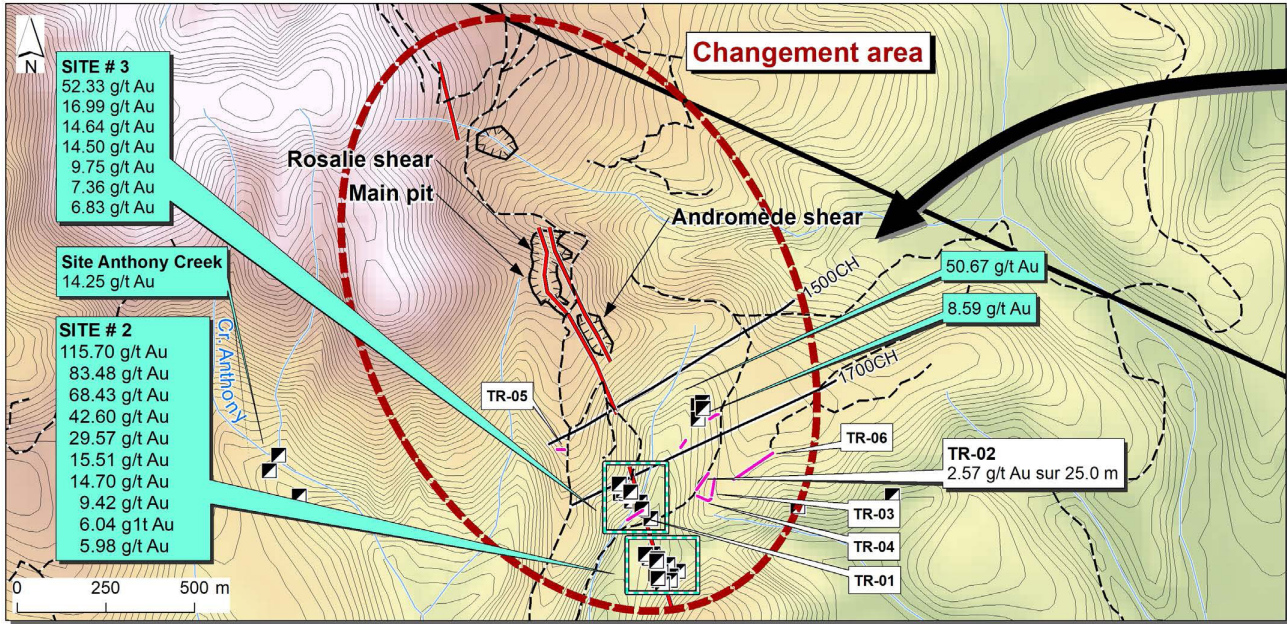 N
Changement area
SITE # 3
52.33 g/t Au
16.99 g/t Au
14.64 g/t Au
14.50 g/t Au
9.75 g/t Au
7.36 g/t Au
6.83 g/t Au
Rosalie shear
Main pit
Andromède shear
Site Anthony Creek
14.25 g/t Au
50.67 g/t Au
8.59 g/t Au
1500CH
1700CH
SITE # 2
115.70 g/t Au
83.48 g/t Au
68.43 g/t Au
42.60 g/t Au
29.57 g/t Au
15.51 g/t Au
14.70 g/t Au
9.42 g/t Au
6.04 g1t Au
5.98 g/t Au
Cr. Anthony
TR-05
TR-06
TR-02
2.57 g/t Au sur 25.0 m
TR-03
TR-04
TR-01
0 250 500 m